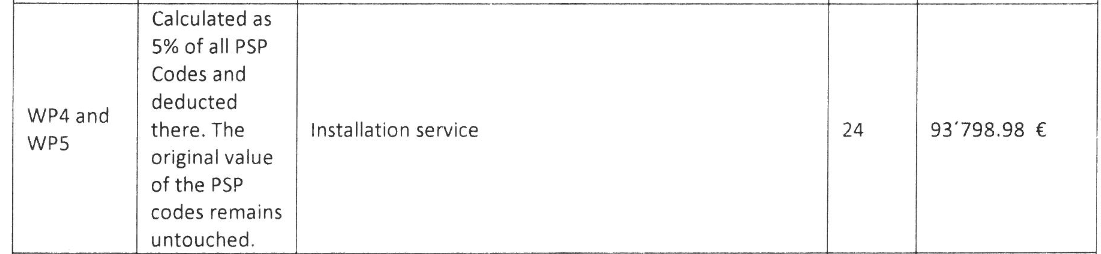 WP4 and
WP5
Calculated as
5% of all PSP
Codes and
deducted
there. The
original value
of the PSP
codes remains
untouched.
Installation service
24
93´798.98 €